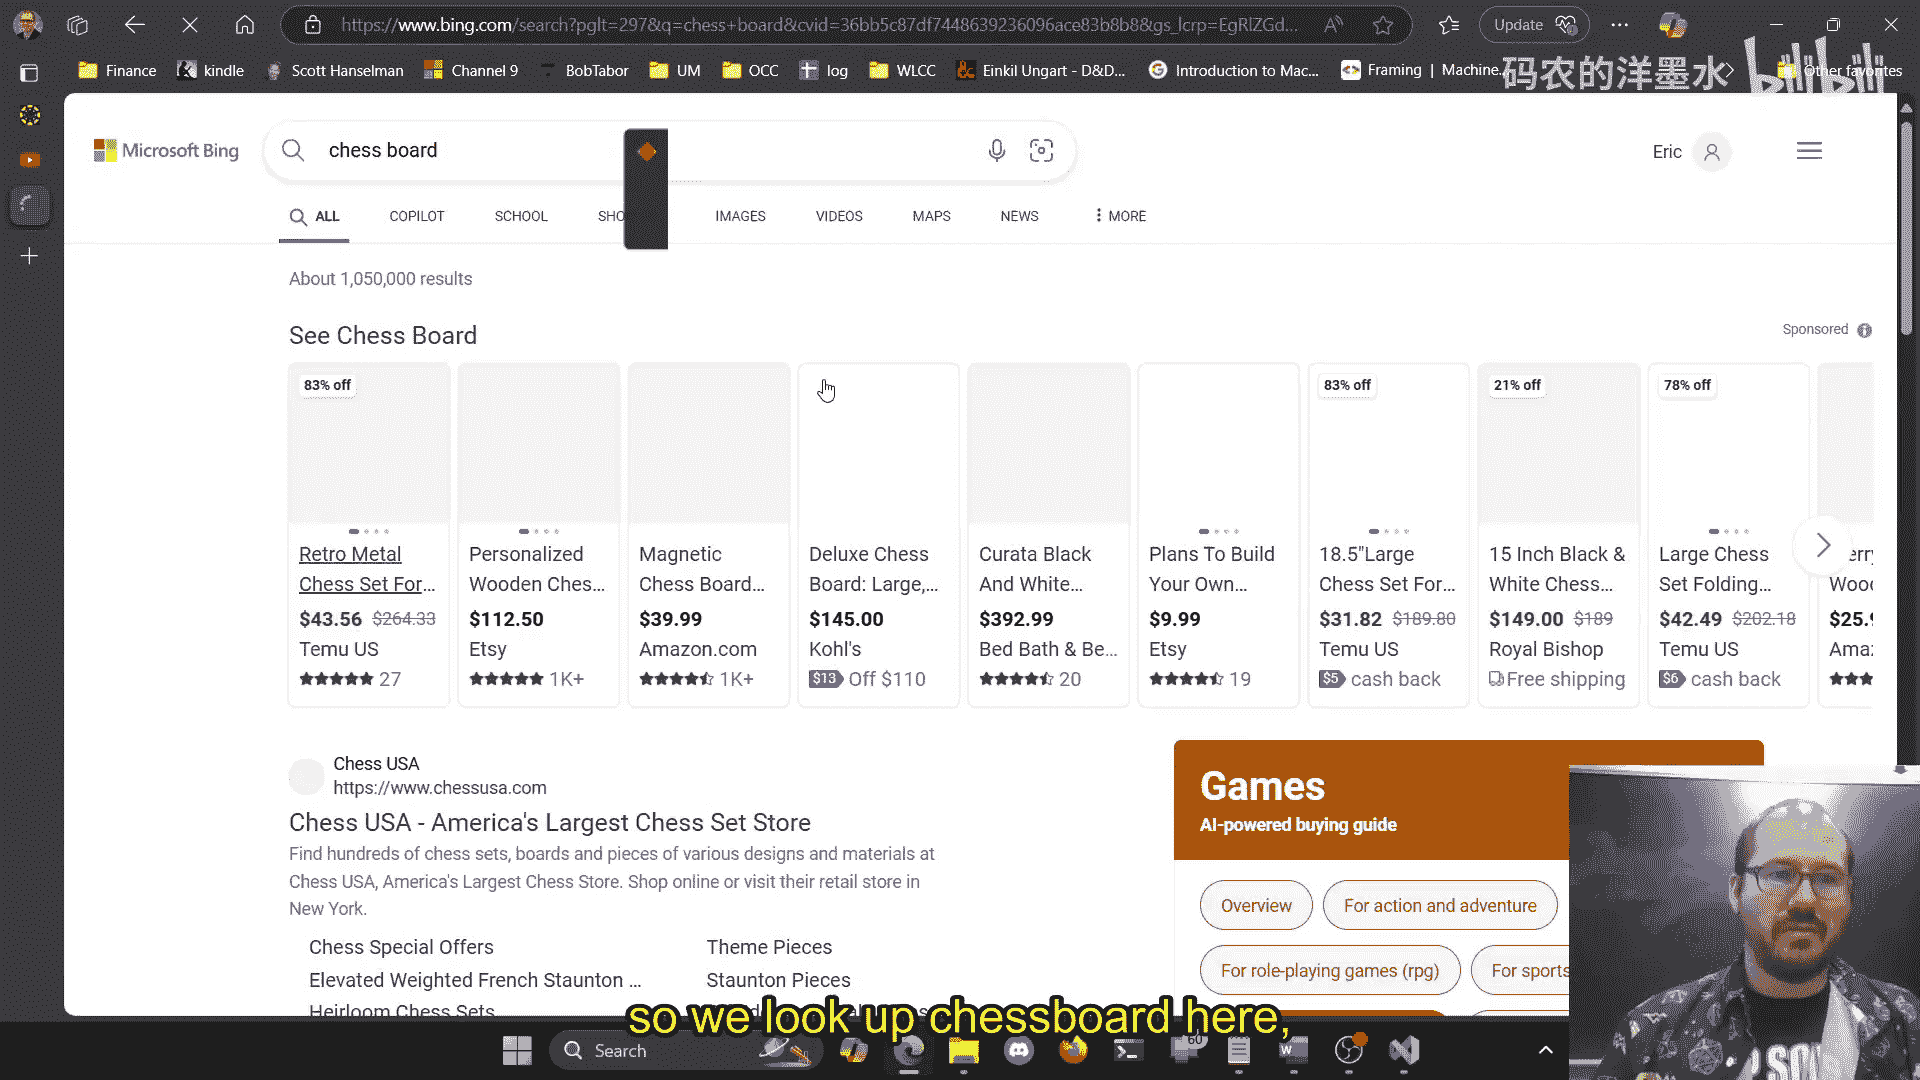 https://www.bing.com/search?pglt=297&q=chess+board&cvid=36bb5c87df7448639236096ace83b8b8&gs_lcrp=EgRlZGd...
Update
Finance
kindle
Scott Hanselman
Channel 9
BobTabor
UM
OCC
log
WLCC
Einkil Ungart - D&D...
Introduction to Mac...
Framing | Machine...
Other favorites
码农的洋墨水
bilibili
Microsoft Bing
chess board
Eric
ALL
COPILOT
SCHOOL
SHO
IMAGES
VIDEOS
MAPS
NEWS
MORE
About 1,050,000 results
See Chess Board
Sponsored
83% off
Retro Metal
Chess Set For...
$43.56 $264.33
Temu US
27
Personalized
Wooden Ches...
$112.50
Etsy
1K+
Magnetic
Chess Board...
$39.99
Amazon.com
1K+
Deluxe Chess
Board: Large,...
$145.00
Kohl's
$13 Off $110
Curata Black
And White...
$392.99
Bed Bath & Be...
20
Plans To Build
Your Own...
$9.99
Etsy
19
83% off
18.5"Large
Chess Set For...
$31.82 $189.80
Temu US
$5 cash back
21% off
15 Inch Black &
White Chess...
$149.00 $189
Royal Bishop
Free shipping
78% off
Large Chess
Set Folding...
$42.49 $202.18
Temu US
$6 cash back
Chess USA
https://www.chessusa.com
Chess USA - America's Largest Chess Set Store
Find hundreds of chess sets, boards and pieces of various designs and materials at
Chess USA, America's Largest Chess Store. Shop online or visit their retail store in
New York.
Chess Special Offers
Theme Pieces
Elevated Weighted French Staunton ...
Staunton Pieces
Heirloom Chess Sets
Games
AI-powered buying guide
Overview
For action and adventure
For role-playing games (rpg)
For sports
so we look up chessboard here,
Search
60